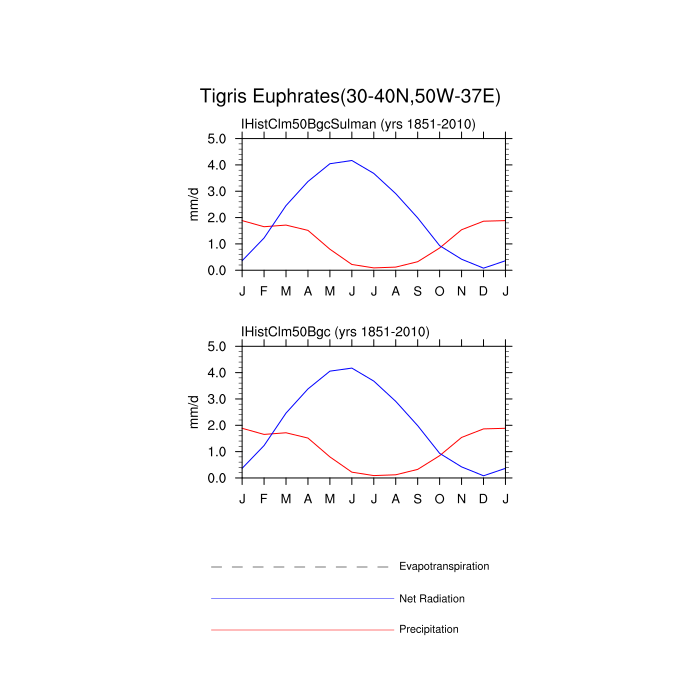 Tigris Euphrates(30-40N,50W-37E)
IHistClm50BgcSulman (yrs 1851-2010)
5.0
4.0
3.0
2.0
1.0
0.0
mm/d
J F M A M J J A S O N D J
IHistClm50Bgc (yrs 1851-2010)
5.0
4.0
3.0
2.0
1.0
0.0
mm/d
J F M A M J J A S O N D J
Evapotranspiration
Net Radiation
Precipitation